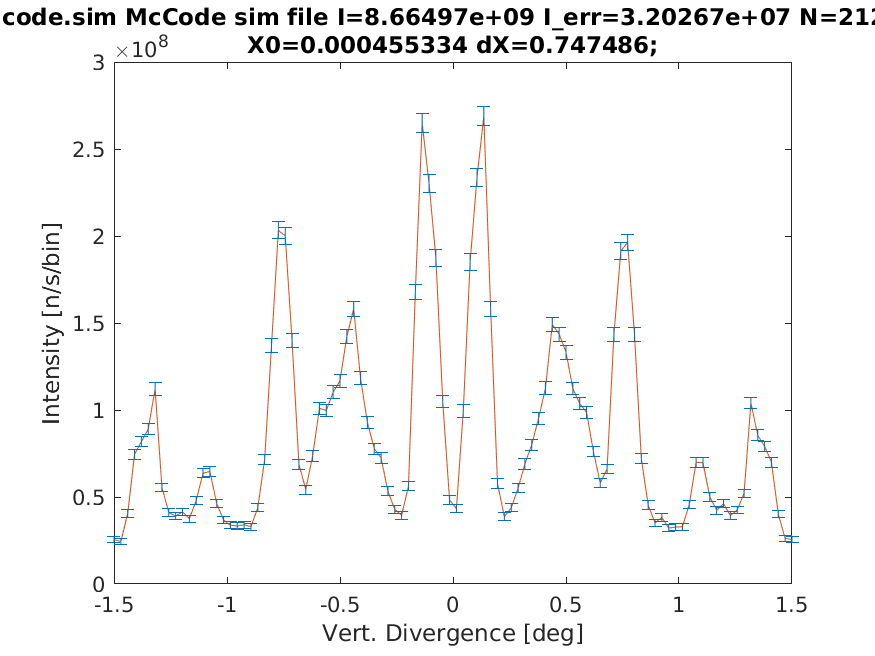 code.sim McCode sim file I=8.66497e+09 I_err=3.20267e+07 N=212
X0=0.000455334 dX=0.747486;
×10^8
3
2.5
2
1.5
1
0.5
0
-1.5 -1 -0.5 0 0.5 1 1.5
Intensity [n/s/bin]
Vert. Divergence [deg]